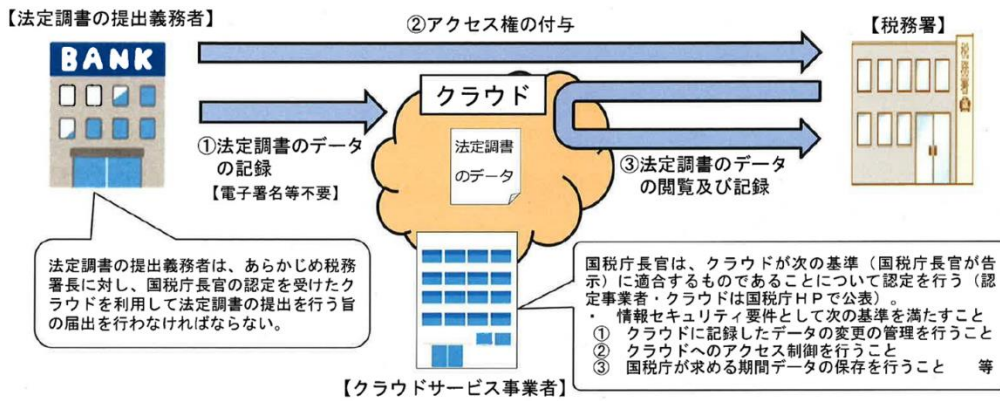 【法定調書の提出義務者】
②アクセス権の付与
【税務署】
BANK
税務署
クラウド
①法定調書のデータ
の記録
【電子署名等不要】
法定調書
のデータ
③法定調書のデータ
の閲覧及び記録
法定調書の提出義務者は、あらかじめ税務
署長に対し、国税庁長官の認定を受けたク
ラウドを利用して法定調書の提出を行う旨
の届出を行わなければならない。
国税庁長官は、クラウドが次の基準（国税庁長官が告
示）に適合するものであることについて認定を行う（認
定事業者・クラウドは国税庁ＨＰで公表）。
・　情報セキュリティ要件として次の基準を満たすこと
①　クラウドに記録したデータの変更の管理を行うこと
②　クラウドへのアクセス制御を行うこと
③　国税庁が求める期間データの保存を行うこと　　等
【クラウドサービス事業者】